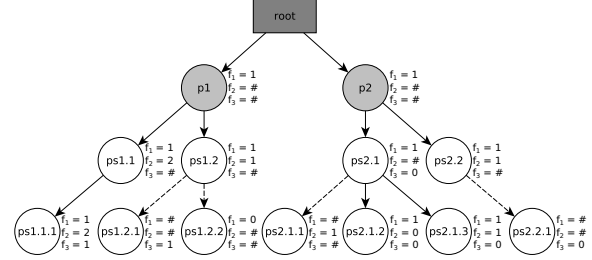 root
p1
f₁ = 1
f₂ = #
f₃ = #
p2
f₁ = 1
f₂ = #
f₃ = #
ps1.1
f₁ = 1
f₂ = 2
f₃ = #
ps1.2
f₁ = 1
f₂ = 1
f₃ = #
ps2.1
f₁ = 1
f₂ = #
f₃ = 0
ps2.2
f₁ = 1
f₂ = 1
f₃ = #
ps1.1.1
f₁ = 1
f₂ = 2
f₃ = 1
ps1.2.1
f₁ = #
f₂ = #
f₃ = 1
ps1.2.2
f₁ = 0
f₂ = #
f₃ = #
ps2.1.1
f₁ = #
f₂ = 1
f₃ = #
ps2.1.2
f₁ = 1
f₂ = 0
f₃ = 0
ps2.1.3
f₁ = 1
f₂ = 1
f₃ = 0
ps2.2.1
f₁ = #
f₂ = #
f₃ = 0